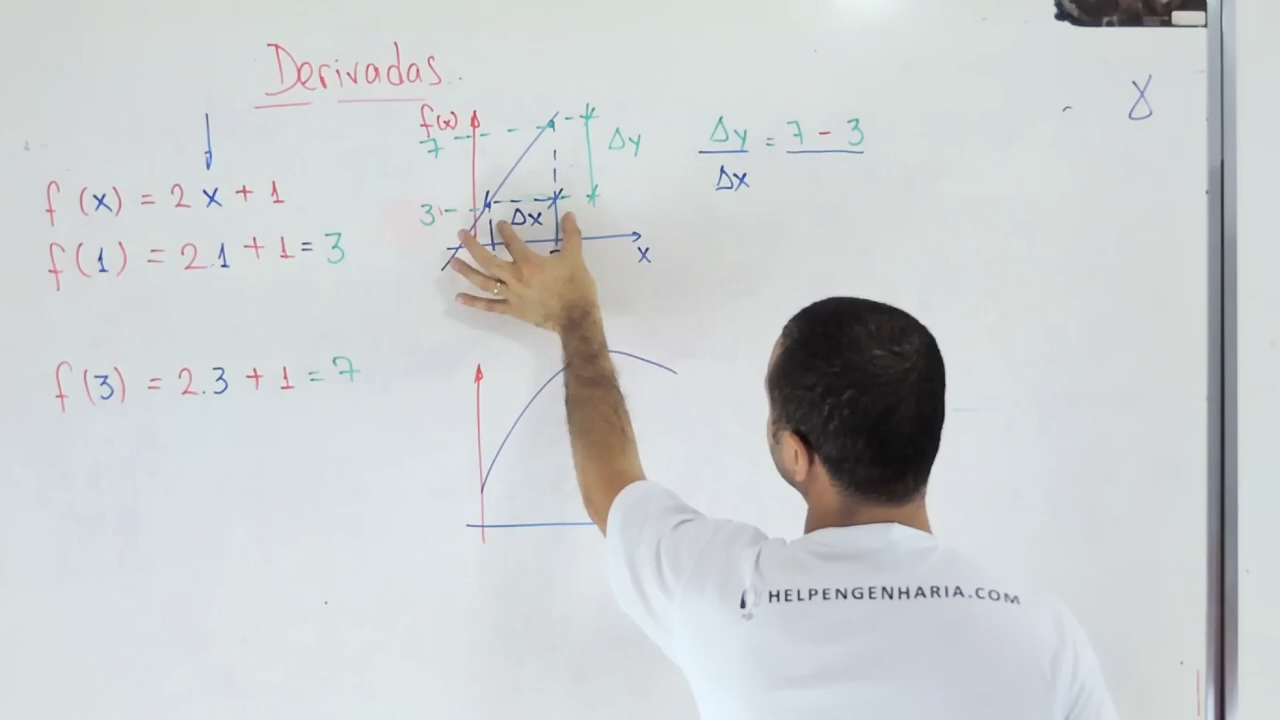 Derivadas
f(x) = 2x + 1
f(1) = 2.1 + 1 = 3
f(3) = 2.3 + 1 = 7
f(x)
7
Δy
3
Δx
x
Δy = 7 - 3
Δx
8
HELPENGENHARIA.COM